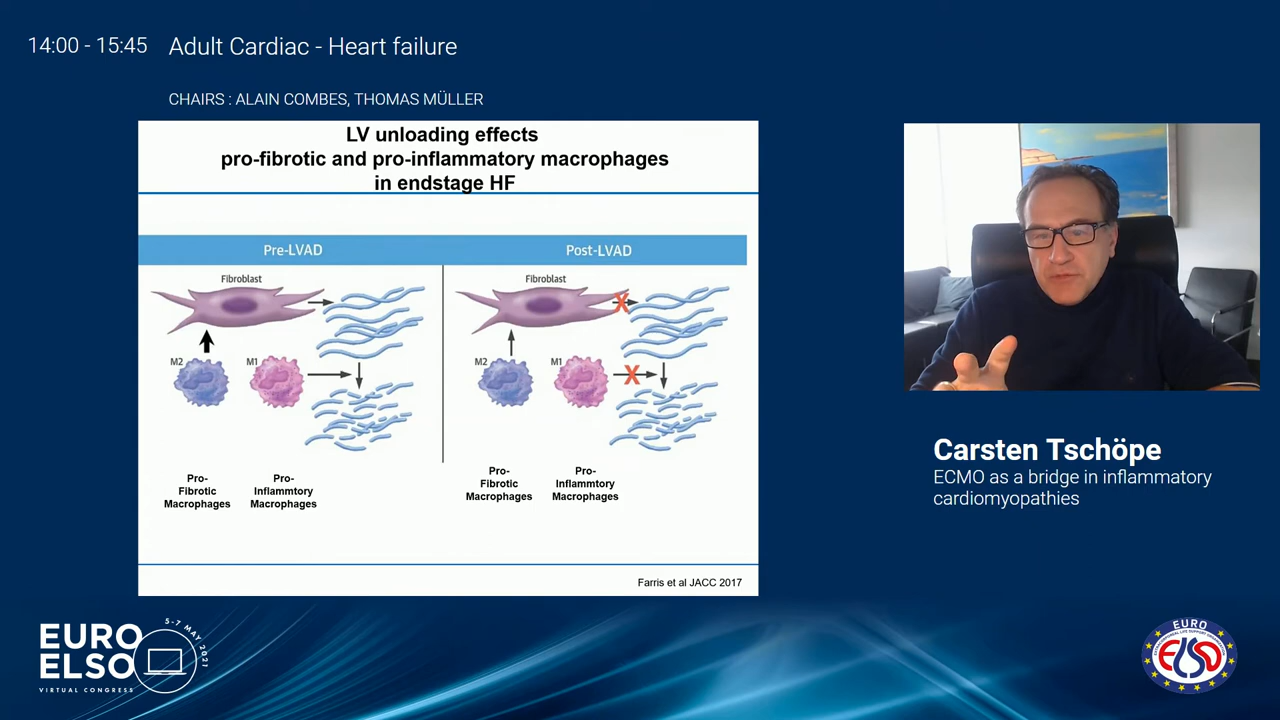 14:00 - 15:45 Adult Cardiac - Heart failure
CHAIRS : ALAIN COMBES, THOMAS MÜLLER
LV unloading effects
pro-fibrotic and pro-inflammatory macrophages
in endstage HF
Pre-LVAD
Post-LVAD
Fibroblast
M2
M1
Pro-
Fibrotic
Macrophages
Pro-
Inflammtory
Macrophages
Fibroblast
M2
M1
Pro-
Fibrotic
Macrophages
Pro-
Inflammtory
Macrophages
Farris et al JACC 2017
Carsten Tschöpe
ECMO as a bridge in inflammatory
cardiomyopathies
EURO
ELSO
VIRTUAL CONGRESS
5-7 MAY 2021
EURO
ELSO